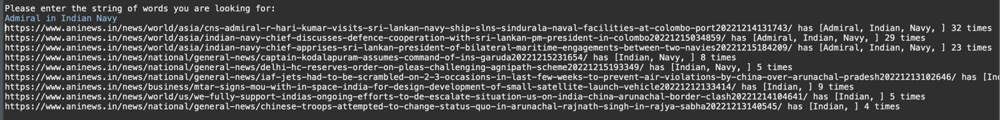 Please enter the string of words you are looking for:
Admiral in Indian Navy
https://www.aninews.in/news/world/asia/cns-admiral-r-hari-kumar-visits-sri-lankan-navy-ship-slns-sindurala-naval-facilities-at-colombo-port20221214131743/ has [Admiral, Indian, Navy, ] 32 times
https://www.aninews.in/news/world/asia/indian-navy-chief-discusses-defence-cooperation-with-sri-lankan-pm-president-in-colombo20221215034859/ has [Admiral, Indian, Navy, ] 29 times
https://www.aninews.in/news/world/asia/indian-navy-chief-apprises-sri-lankan-president-of-bilateral-maritime-engagements-between-two-navies20221215184209/ has [Admiral, Indian, Navy, ] 23 times
https://www.aninews.in/news/national/general-news/captain-kodalapuram-assumes-command-of-ins-garuda20221215231654/ has [Indian, Navy, ] 8 times
https://www.aninews.in/news/national/general-news/delhi-hc-reserves-order-on-pleas-challenging-agnipath-scheme20221215193349/ has [Indian, Navy, ] 5 times
https://www.aninews.in/news/national/general-news/iaf-jets-had-to-be-scrambled-on-2-3-occasions-in-last-few-weeks-to-prevent-air-violations-by-china-over-arunachal-pradesh20221213102646/ has [In
https://www.aninews.in/news/business/mtar-signs-mou-with-in-space-india-for-design-development-of-small-satellite-launch-vehicle20221212133414/ has [Indian, ] 9 times
https://www.aninews.in/news/world/us/we-fully-support-indias-ongoing-efforts-to-de-escalate-situation-us-on-india-china-arunachal-border-clash20221214104641/ has [Indian, ] 5 times
https://www.aninews.in/news/national/general-news/chinese-troops-attempted-to-change-status-quo-in-arunachal-rajnath-singh-in-rajya-sabha20221213140545/ has [Indian, ] 4 times